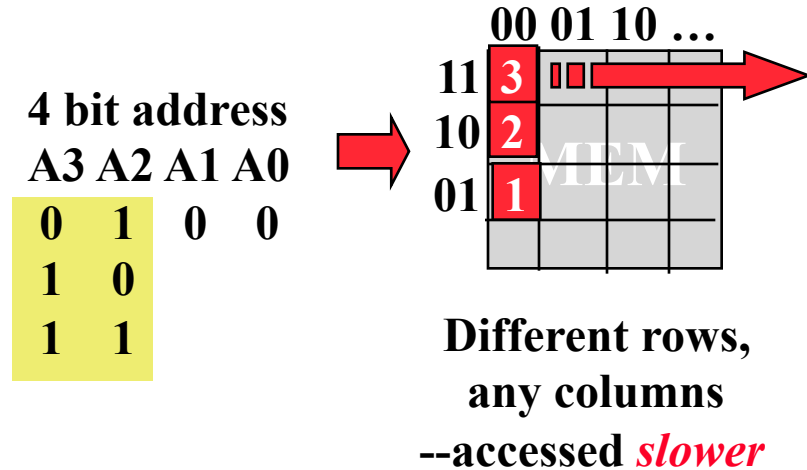 4 bit address
A3 A2 A1 A0
0 1 0 0
1 0
1 1
00 01 10 …
11 3
10 2
MEM
01 1
Different rows,
any columns
--accessed slower